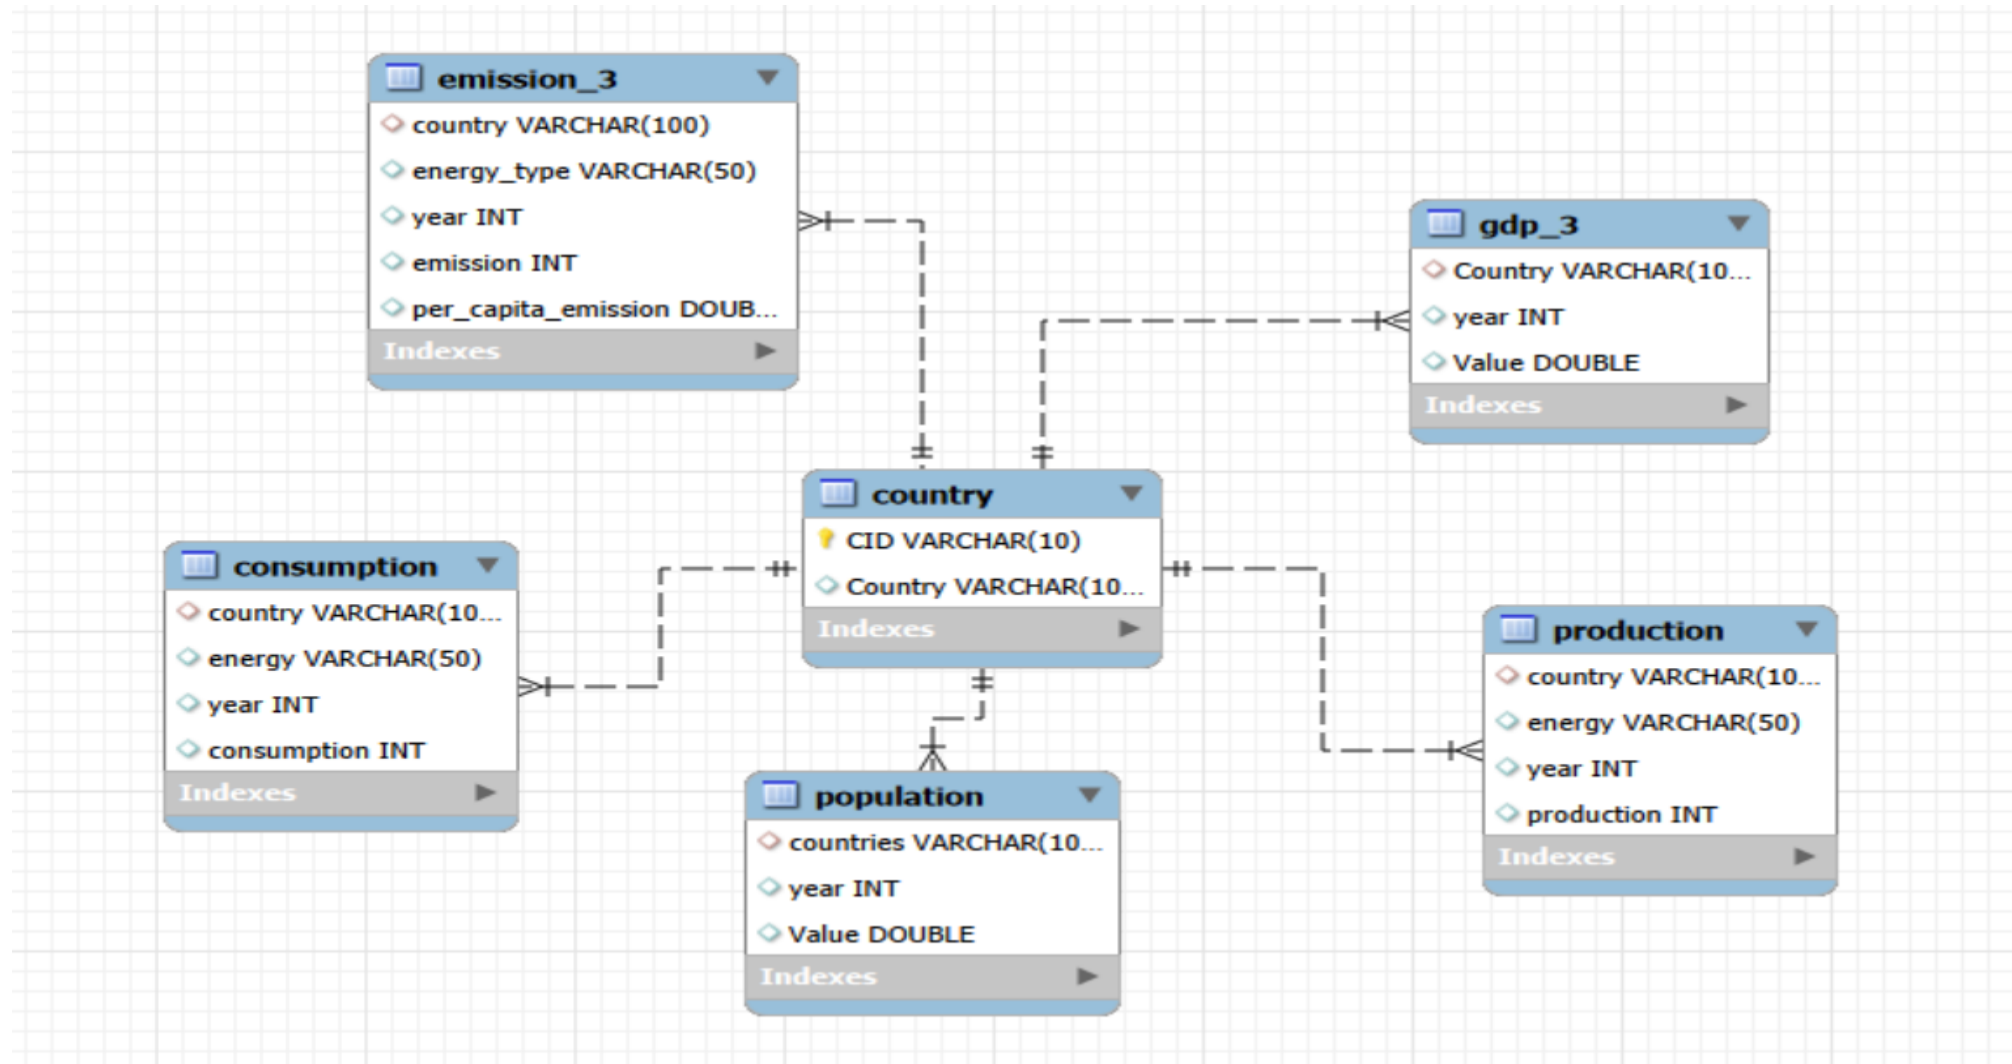 emission_3
country VARCHAR(100)
energy_type VARCHAR(50)
year INT
emission INT
per_capita_emission DOUB...
Indexes
gdp_3
Country VARCHAR(10...
year INT
Value DOUBLE
Indexes
country
CID VARCHAR(10)
Country VARCHAR(10...
Indexes
consumption
country VARCHAR(10...
energy VARCHAR(50)
year INT
consumption INT
Indexes
production
country VARCHAR(10...
energy VARCHAR(50)
year INT
production INT
Indexes
population
countries VARCHAR(10...
year INT
Value DOUBLE
Indexes